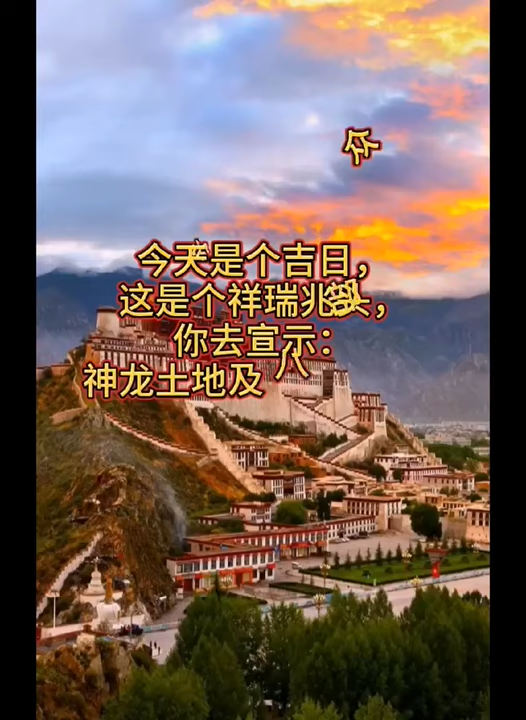 今天是个吉日，
这是个祥瑞兆头，
你去宣示：
神龙土地及八